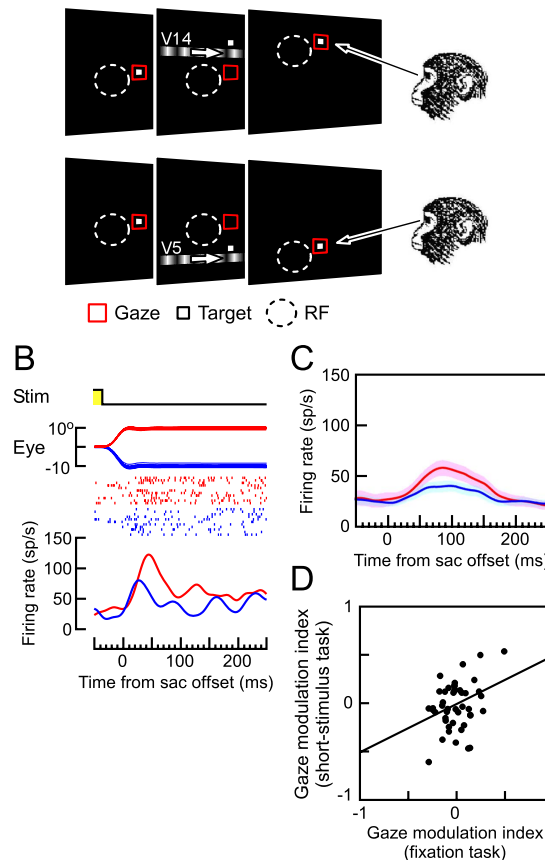 V14
V5
Gaze Target RF
B
Stim
10°
Eye
-10
150
100
50
0
Firing rate (sp/s)
0 100 200
Time from sac offset (ms)
C
150
100
50
0
Firing rate (sp/s)
0 100 200
Time from sac offset (ms)
D
1
0
-1
Gaze modulation index
(short-stimulus task)
-1 0
Gaze modulation index
(fixation task)